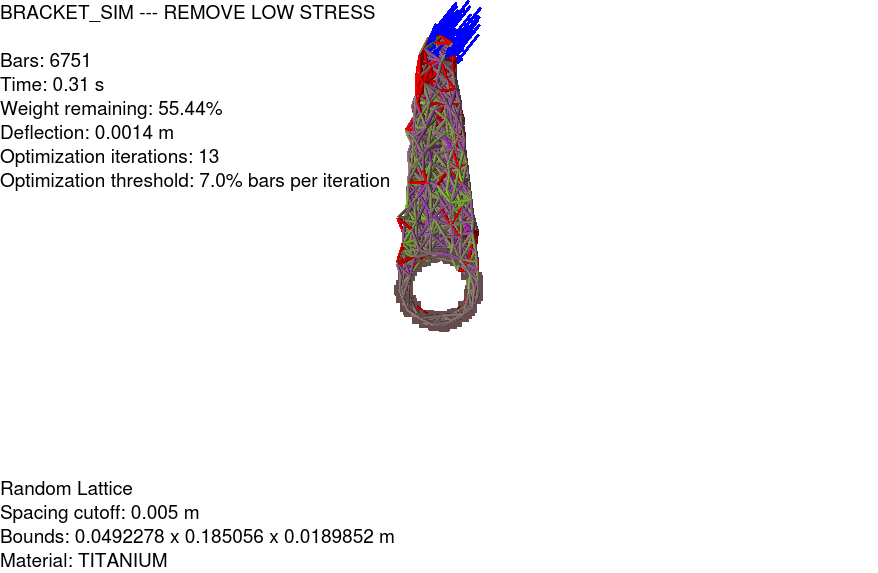 BRACKET_SIM --- REMOVE LOW STRESS
Bars: 6751
Time: 0.31 s
Weight remaining: 55.44%
Deflection: 0.0014 m
Optimization iterations: 13
Optimization threshold: 7.0% bars per iteration
Random Lattice
Spacing cutoff: 0.005 m
Bounds: 0.0492278 x 0.185056 x 0.0189852 m
Material: TITANIUM